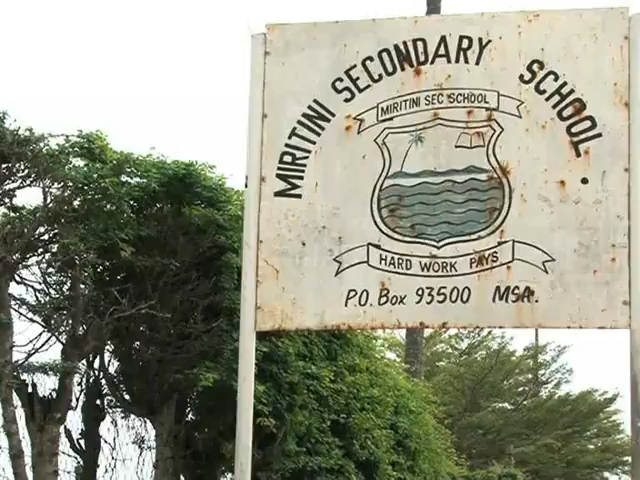 MIRITINI SECONDARY SCHOOL.
MIRITINI SEC SCHOOL
HARD WORK PAYS
P.O. Box 93500 MSA.